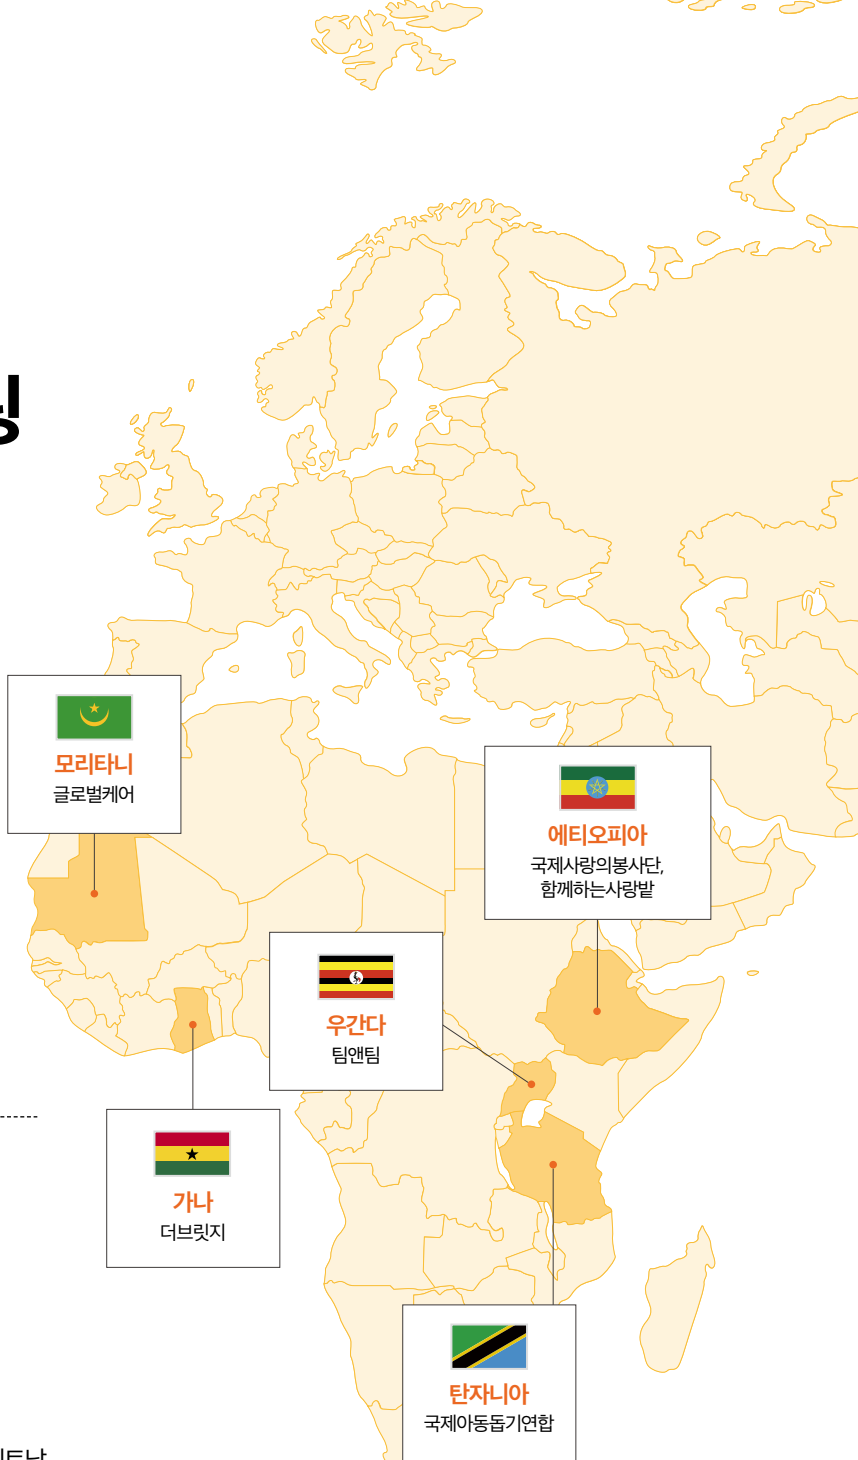 모리타니
글로벌케어
에티오피아
국제사랑의봉사단,
함께하는사랑밭
우간다
팀앤팀
가나
더브릿지
탄자니아
국제아동돕기연합